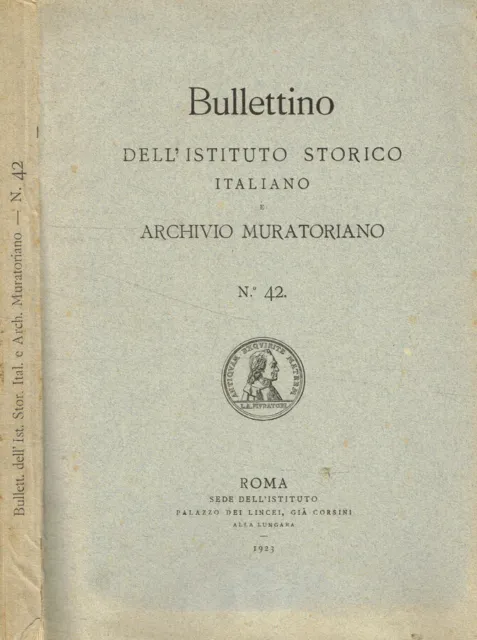 Bullett. dell' Ist. Stor. Ital. e Arch. Muratoriano — N. 42
Bullettino
DELL' ISTITUTO STORICO
ITALIANO
E
ARCHIVIO MURATORIANO
N.º 42.
ANTIQVAM EXQVIRITE MATREM
L. A. MVRATORI
ROMA
SEDE DELL'ISTITUTO
PALAZZO DEI LINCEI, GIÀ CORSINI
ALLA LUNGARA
1923